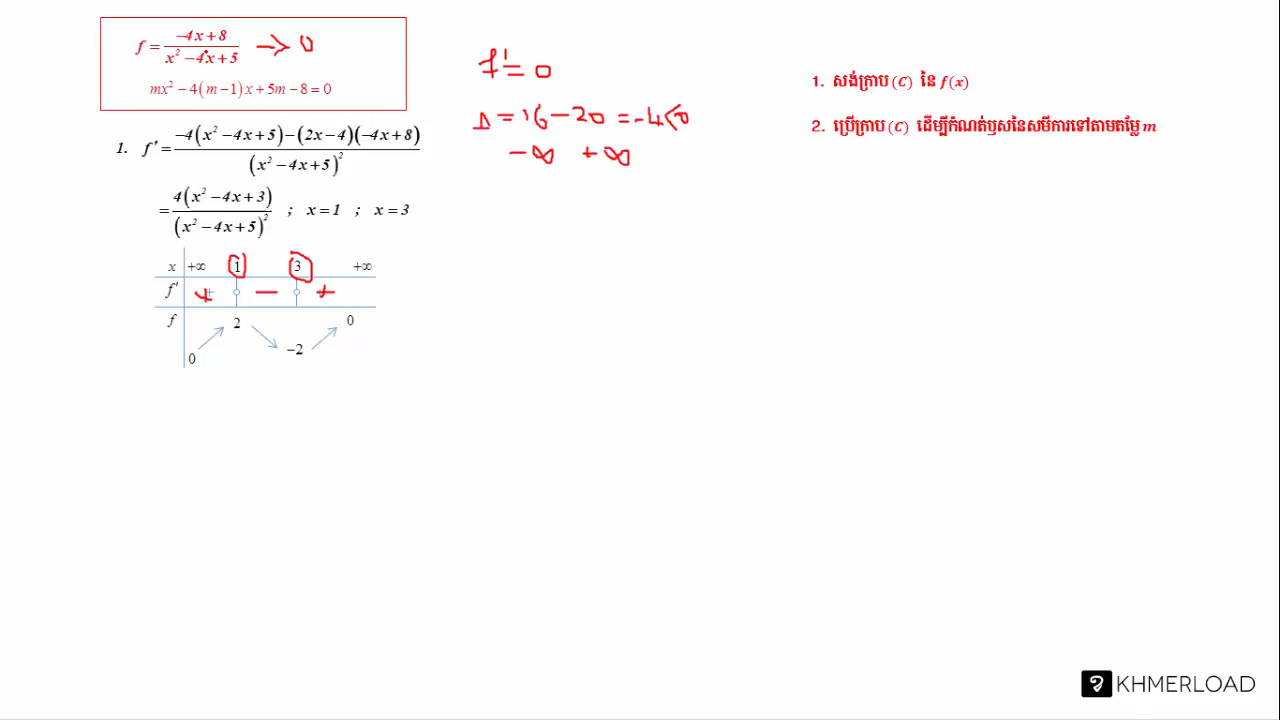 f = (-4x + 8)/(x² - 4x + 5) → 0
mx² - 4(m - 1)x + 5m - 8 = 0
f' = 0
Δ = 16 - 20 = -4 < 0
-∞ +∞
1. សង់ក្រាប (C) នៃ f(x)
2. ប្រើក្រាប (C) ដើម្បីកំណត់ឫសនៃសមីការទៅតាមតម្លៃ m
1. f' = (-4(x² - 4x + 5) - (2x - 4)(-4x + 8))/(x² - 4x + 5)²
= 4(x² - 4x + 3)/(x² - 4x + 5)² ; x = 1 ; x = 3
x +∞ 1 3 +∞
f' + - +
f 0 2 -2 0
KHMERLOAD